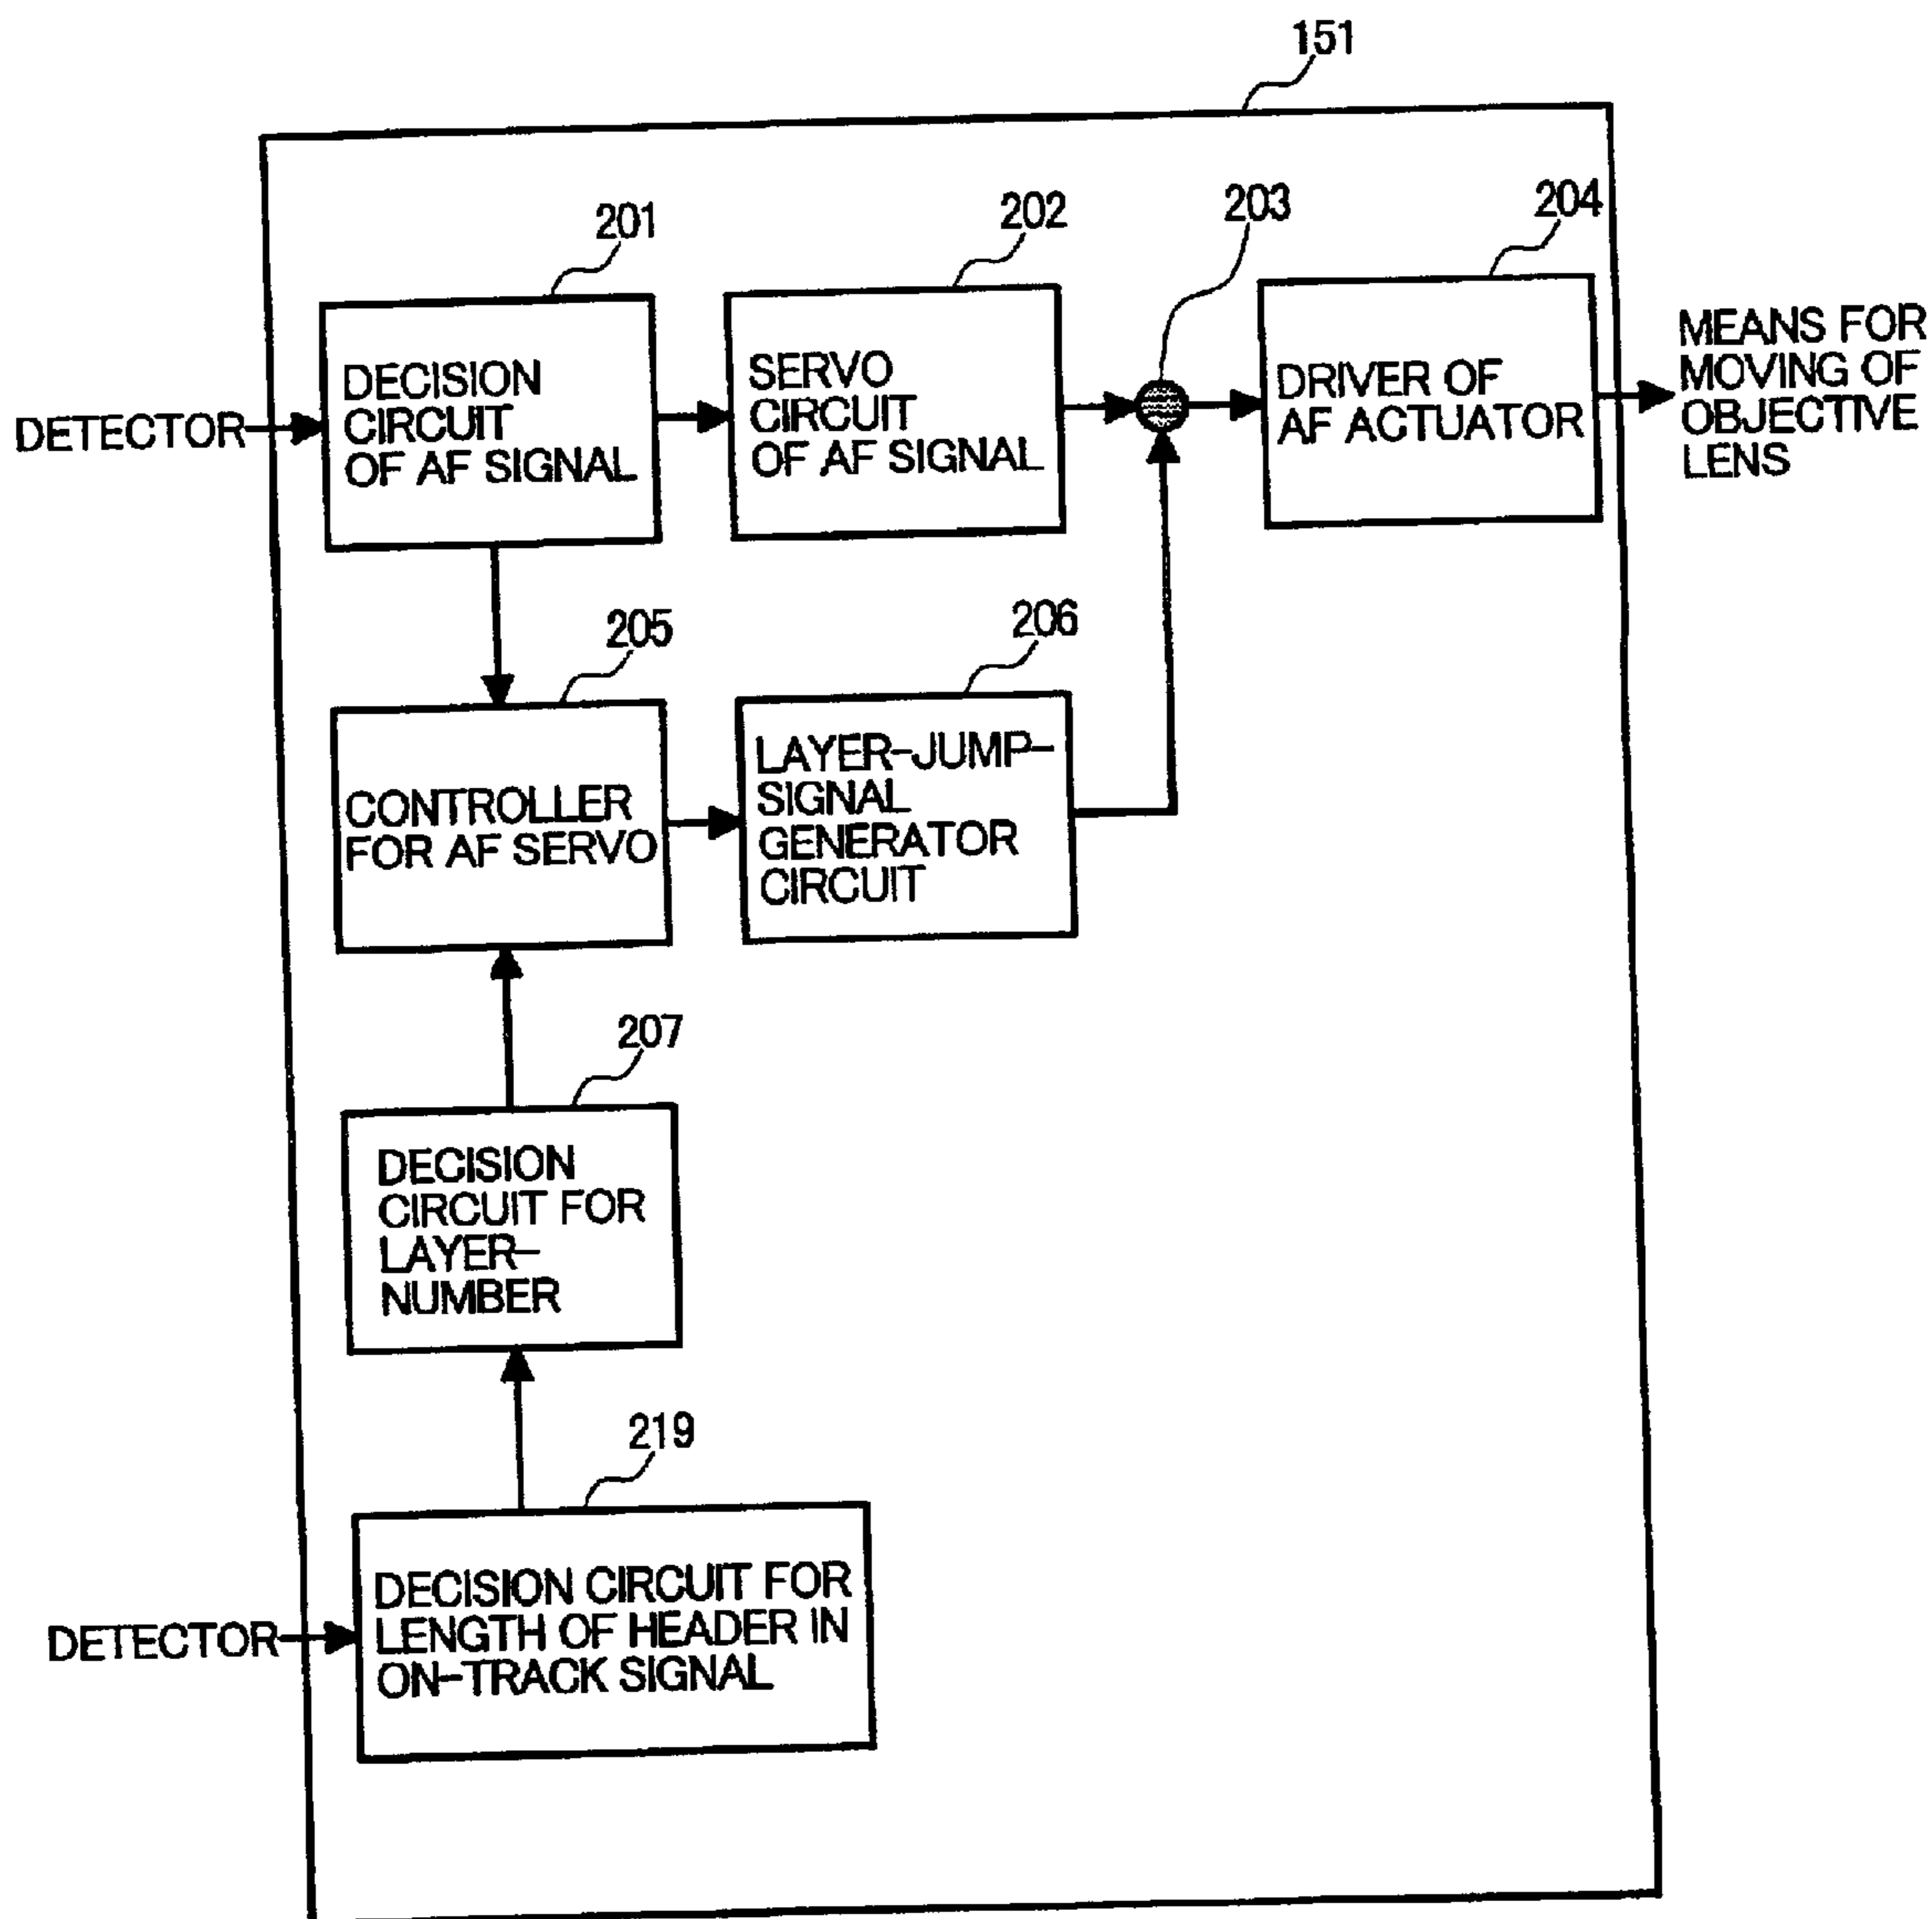 151
201
202
203
204
DETECTOR
DECISION
CIRCUIT
OF AF SIGNAL
SERVO
CIRCUIT
OF AF SIGNAL
DRIVER OF
AF ACTUATOR
MEANS FOR
MOVING OF
OBJECTIVE
LENS
205
206
CONTROLLER
FOR AF SERVO
LAYER-JUMP-
SIGNAL
GENERATOR
CIRCUIT
207
DECISION
CIRCUIT FOR
LAYER-
NUMBER
219
DETECTOR
DECISION CIRCUIT FOR
LENGTH OF HEADER IN
ON-TRACK SIGNAL